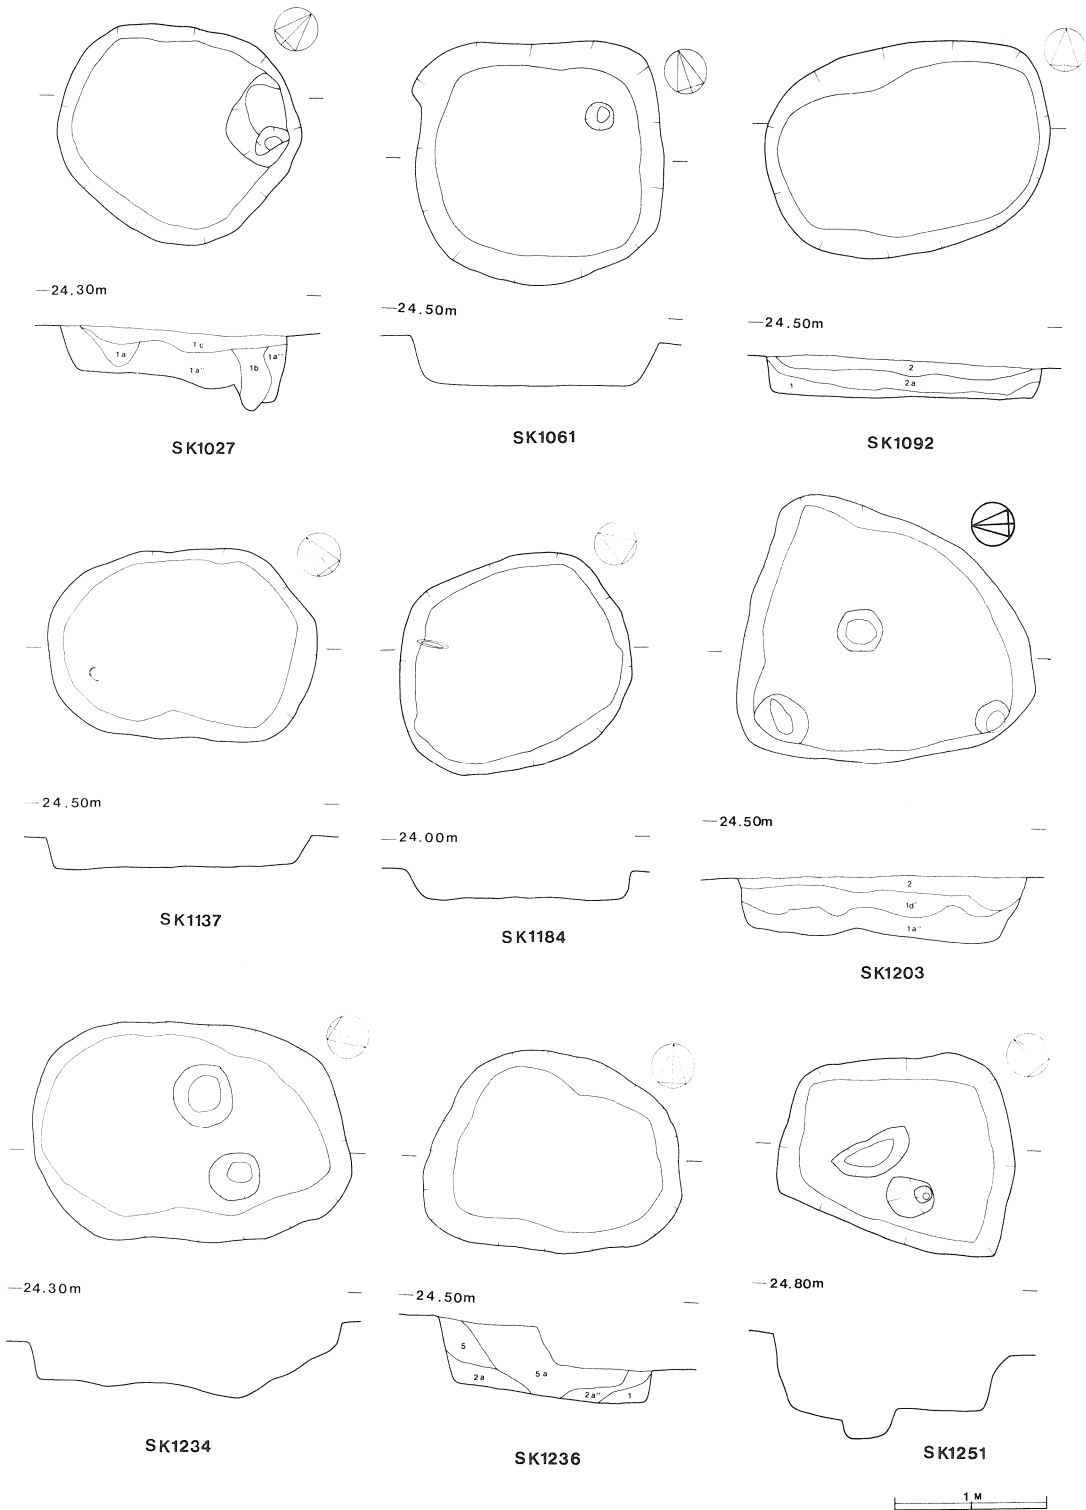 24.30m
1a
1c
1a"
1b
1a"
SK1027
24.50m
SK1061
24.50m
2
1
2a
SK1092
24.50m
SK1137
24.00m
SK1184
24.50m
2
1d"
1a"
SK1203
24.30m
SK1234
24.50m
5
2a
5a
2a"
1
SK1236
24.80m
SK1251
1 M